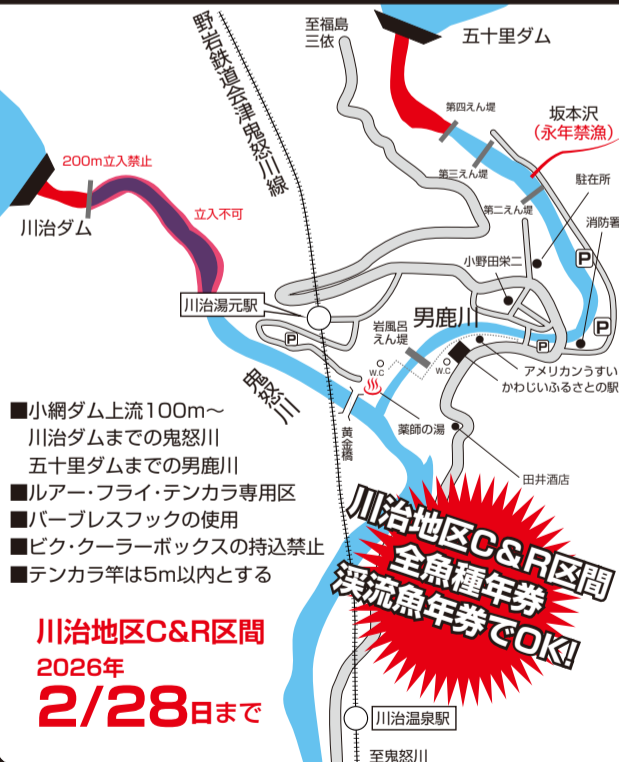 至福島
三依
五十里ダム
野岩鉄道会津鬼怒川線
第四えん堤
坂本沢
(永年禁漁)
200m立入禁止
第三えん堤
駐在所
立入不可
第二えん堤
消防署
川治ダム
小野田栄二
P
川治湯元駅
男鹿川
P
岩風呂
えん堤
P
W.C
W.C
アメリカンうすい
かわじいふるさとの駅
鬼怒川
薬師の湯
黄金橋
田井酒店
■小網ダム上流100m～
川治ダムまでの鬼怒川
五十里ダムまでの男鹿川
■ルアー・フライ・テンカラ専用区
■バーブレスフックの使用
■ビク・クーラーボックスの持込禁止
■テンカラ竿は5m以内とする
川治地区C&R区間
全魚種年券
渓流魚年券でOK!
川治地区C&R区間
2026年
2/28日まで
川治温泉駅
至鬼怒川